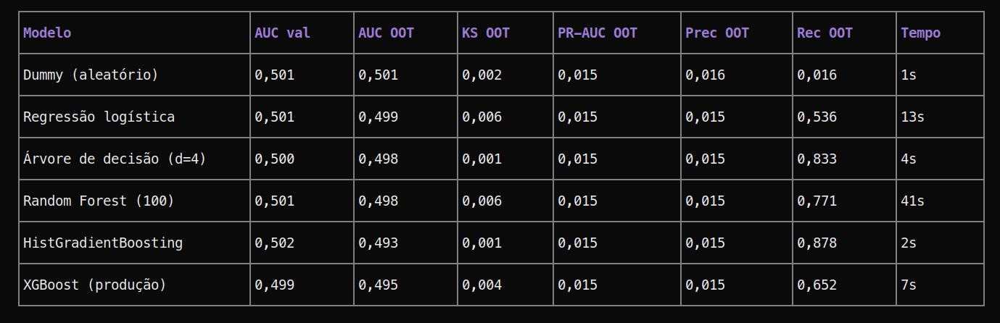 Modelo AUC val AUC OOT KS OOT PR−AUC OOT Prec OOT Rec OOT Tempo
Dummy (aleatório) 0,501 0,501 0,002 0,015 0,016 0,016 1s
Regressão logística 0,501 0,499 0,006 0,015 0,015 0,536 13s
Árvore de decisão (d=4) 0,500 0,498 0,001 0,015 0,015 0,833 4s
Random Forest (100) 0,501 0,498 0,006 0,015 0,015 0,771 41s
HistGradientBoosting 0,502 0,493 0,001 0,015 0,015 0,878 2s
XGBoost (produção) 0,499 0,495 0,004 0,015 0,015 0,652 7s